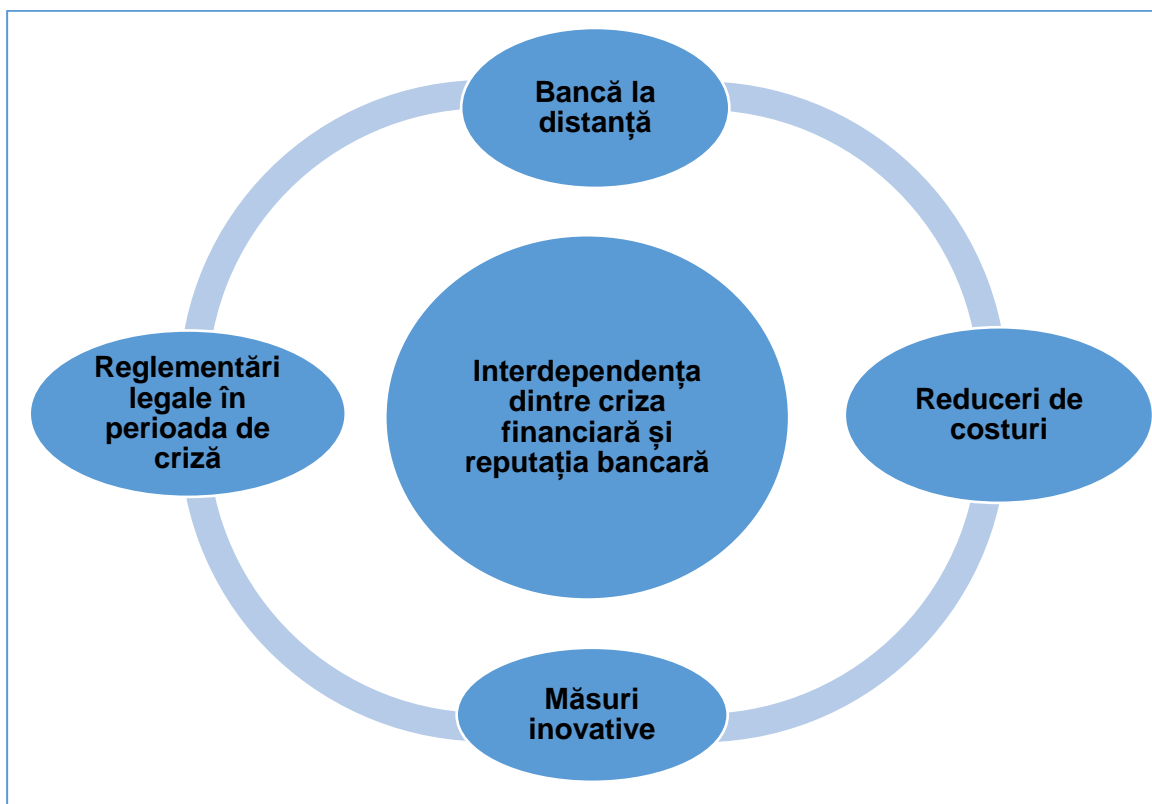 Bancă la
distanță
Reglementări
legale în
perioada de
criză
Interdependența
dintre criza
financiară și
reputația bancară
Reduceri de
costuri
Măsuri
inovative